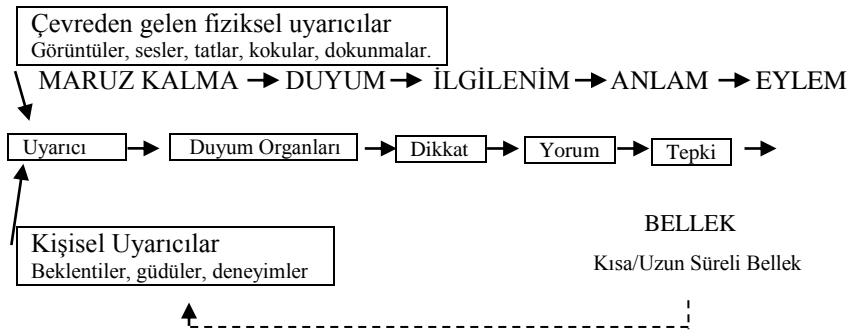 Çevreden gelen fiziksel uyarıcılar
Görüntüler, sesler, tatlar, kokular, dokunmalar.
MARUZ KALMA DUYUM İLGİLENİM ANLAM EYLEM
Uyarıcı Duyum Organları Dikkat Yorum Tepki
BELLEK
Kişisel Uyarıcılar
Beklentiler, güdüler, deneyimler
Kısa/Uzun Süreli Bellek